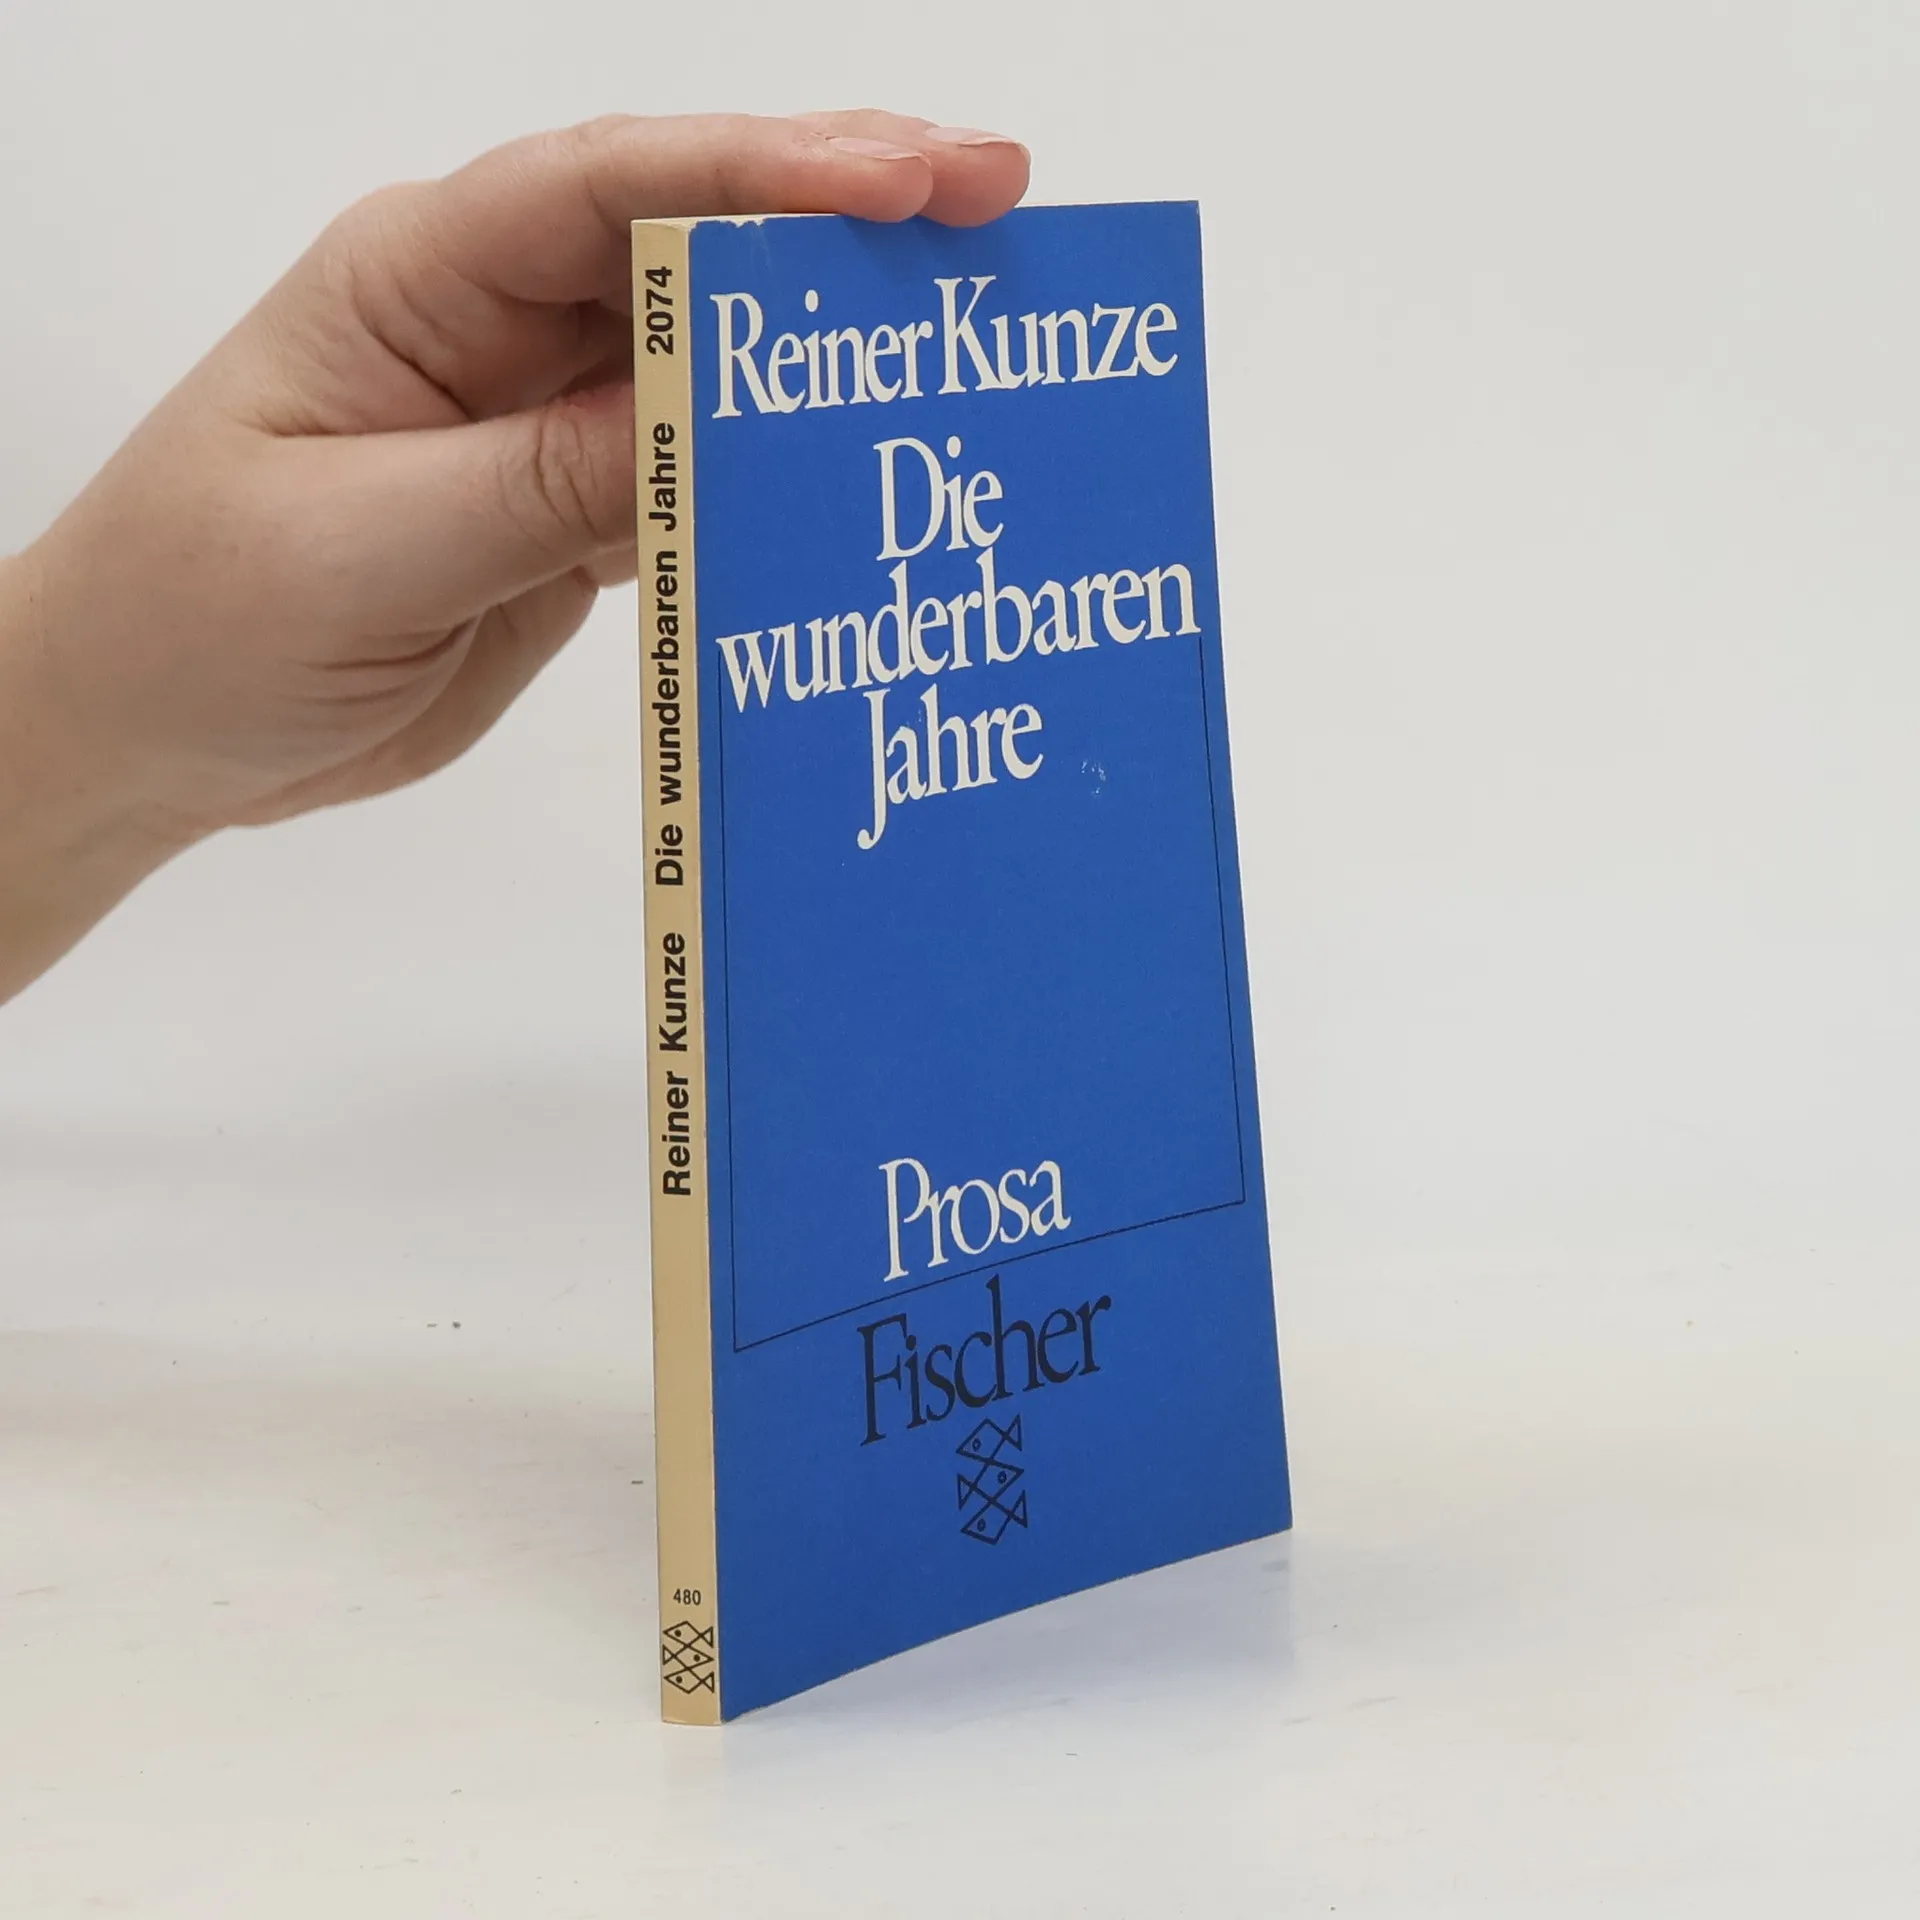 Reiner Kunze
Die
wunderbaren
Jahre
Prosa
Fischer
Reiner Kunze Die wunderbaren Jahre 2074
480